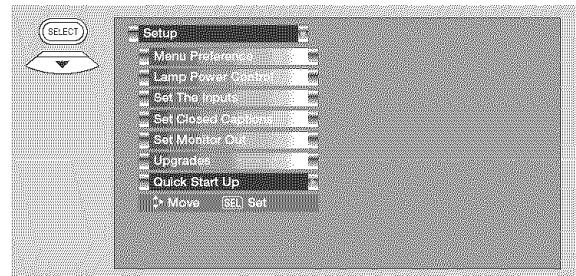 SELECT
Setup
Menu Preference
Lamp Power Control
Set The Inputs
Set Closed Captions
Set Monitor Out
Upgrades
Quick Start Up
Move SEL Set